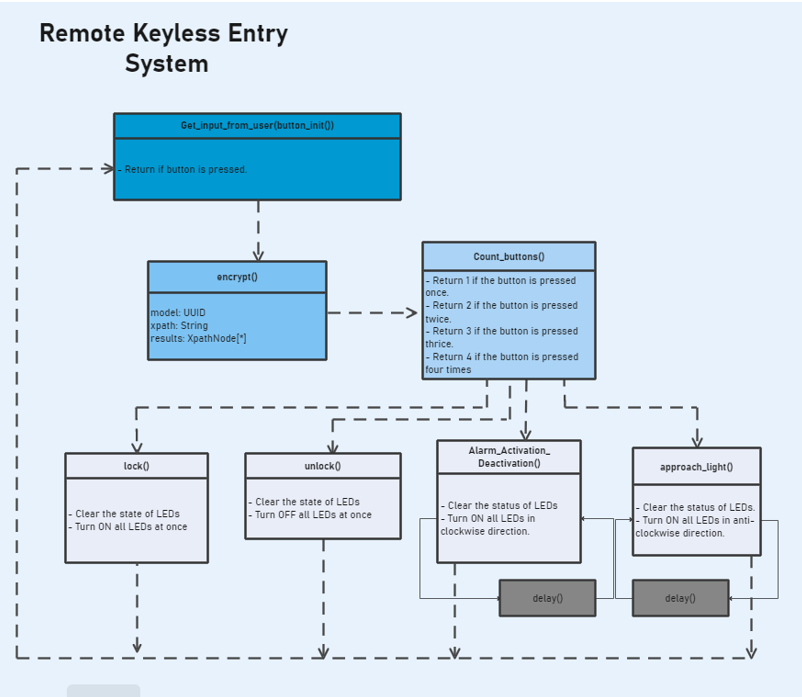 Remote Keyless Entry
System
Get_input_from_user(button_init())
- Return if button is pressed.
encrypt()
model: UUID
xpath: String
results: XpathNode[*]
Count_buttons()
- Return 1 if the button is pressed
once.
- Return 2 if the button is pressed
twice.
- Return 3 if the button is pressed
thrice.
- Return 4 if the button is pressed
four times
lock()
- Clear the state of LEDs
- Turn ON all LEDs at once
unlock()
- Clear the state of LEDs
- Turn OFF all LEDs at once
Alarm_Activation_
Deactivation()
- Clear the status of LEDs
- Turn ON all LEDs in
clockwise direction.
approach_light()
- Clear the status of LEDs.
- Turn ON all LEDs in anti-
clockwise direction.
delay()
delay()